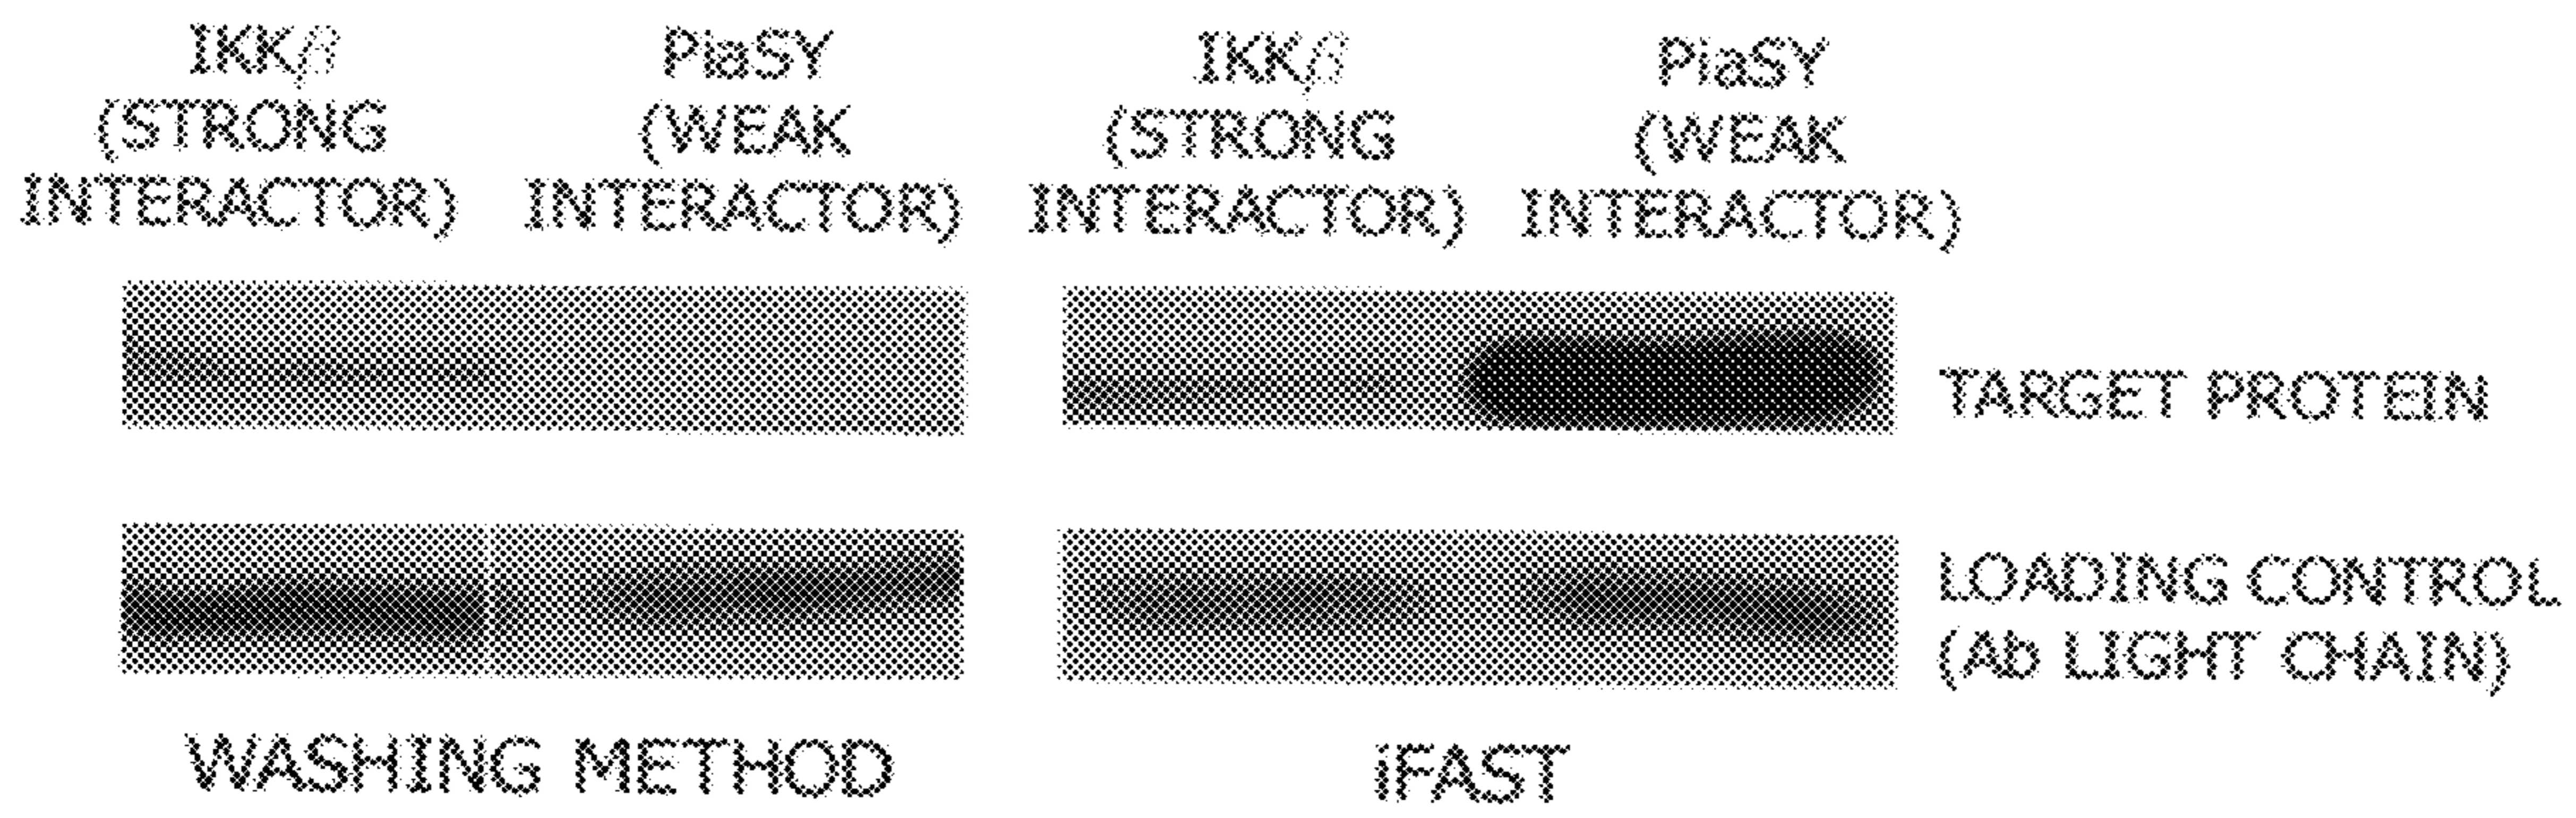 IKKβ
(STRONG
INTERACTOR)
PiaSY
(WEAK
INTERACTOR)
IKKβ
(STRONG
INTERACTOR)
PiaSY
(WEAK
INTERACTOR)
TARGET PROTEIN
LOADING CONTROL
(Ab LIGHT CHAIN)
WASHING METHOD
iFAST